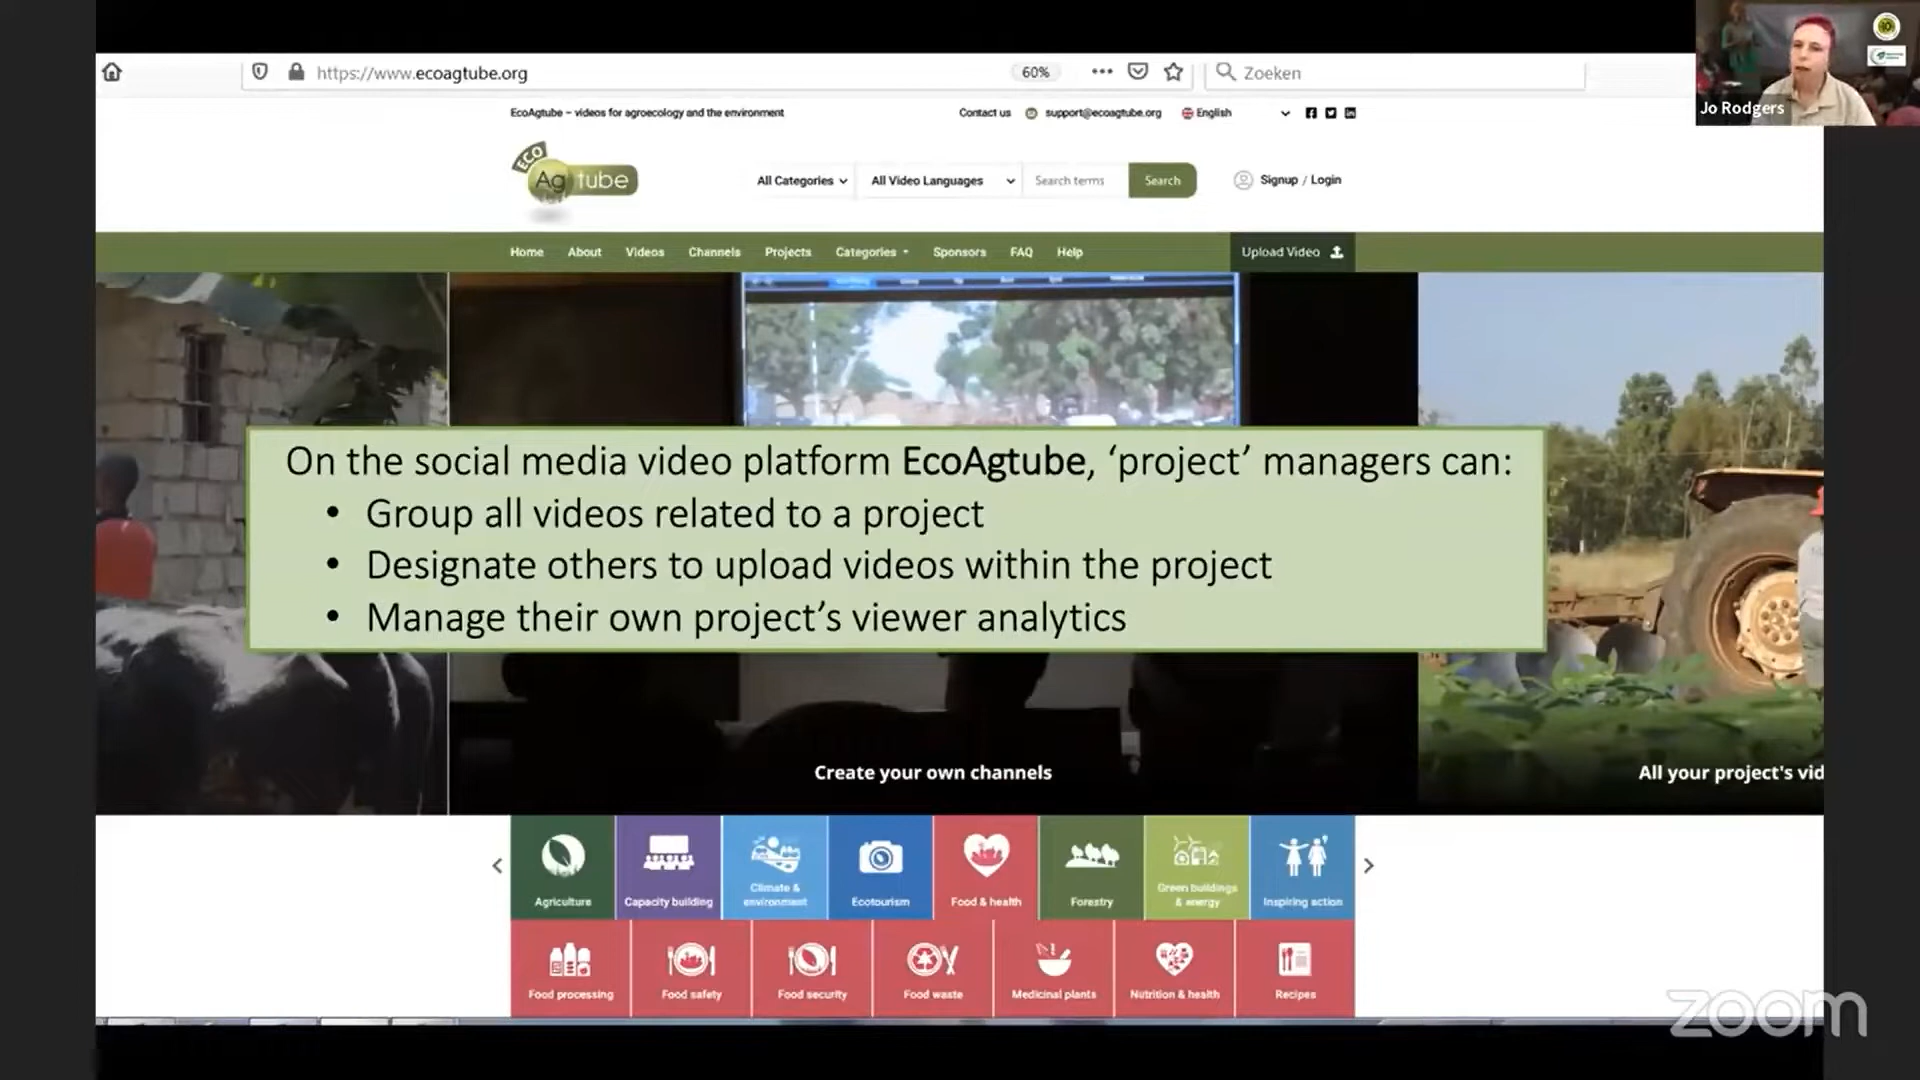 https://www.ecoagtube.org
60%
Zoeken
Jo Rodgers
EcoAgtube – videos for agroecology and the environment
Contact us
support@ecoagtube.org
English
ECO
Ag tube
All Categories
All Video Languages
Search terms
Search
Signup / Login
Home About Videos Channels Projects Categories Sponsors FAQ Help
Upload Video
On the social media video platform EcoAgtube, ‘project’ managers can:
• Group all videos related to a project
• Designate others to upload videos within the project
• Manage their own project’s viewer analytics
Create your own channels
All your project's vid
Agriculture
Capacity building
Climate &
environment
Ecotourism
Food & health
Forestry
Green buildings
& energy
Inspiring action
Food processing
Food safety
Food security
Food waste
Medicinal plants
Nutrition & health
Recipes
zoom